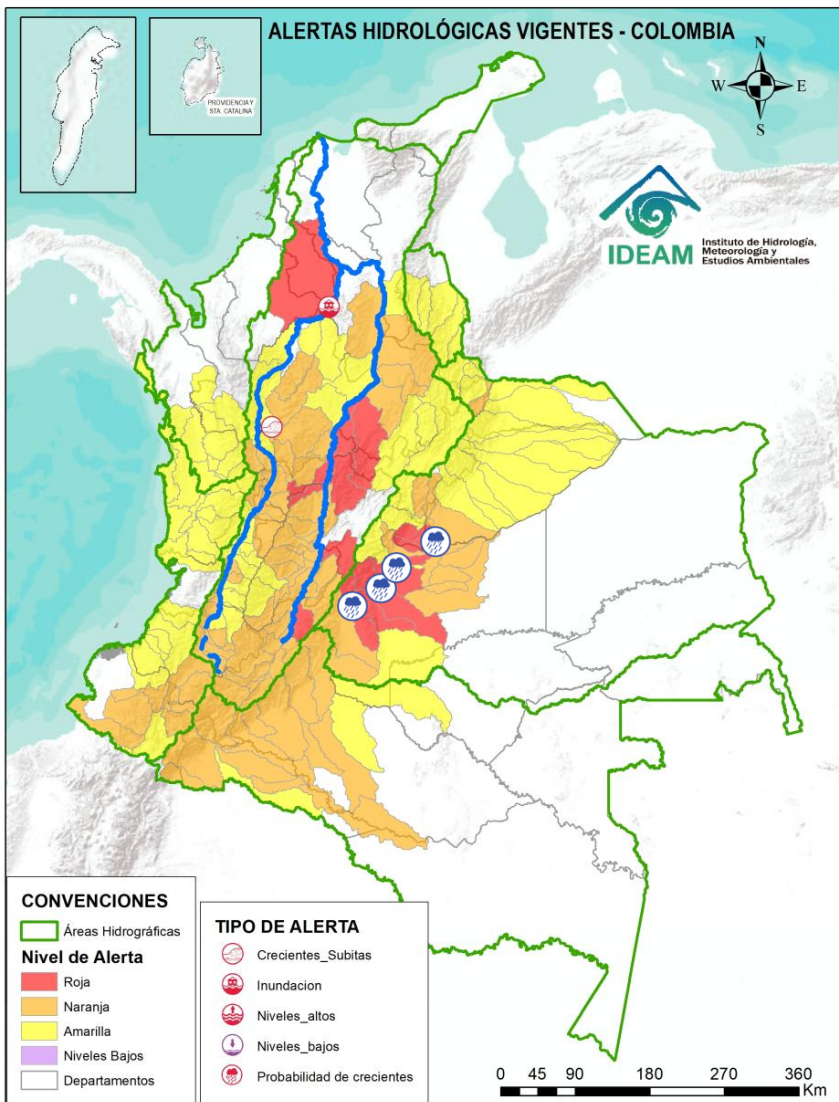 ALERTAS HIDROLÓGICAS VIGENTES - COLOMBIA
PROVIDENCIA Y
STA. CATALINA
N
W
E
S
IDEAM
Instituto de Hidrología,
Meteorología y
Estudios Ambientales
CONVENCIONES
Áreas Hidrográficas
Nivel de Alerta
Roja
Naranja
Amarilla
Niveles Bajos
Departamentos
TIPO DE ALERTA
Crecientes_Subitas
Inundacion
Niveles_altos
Niveles_bajos
Probabilidad de crecientes
0 45 90 180 270 360
Km